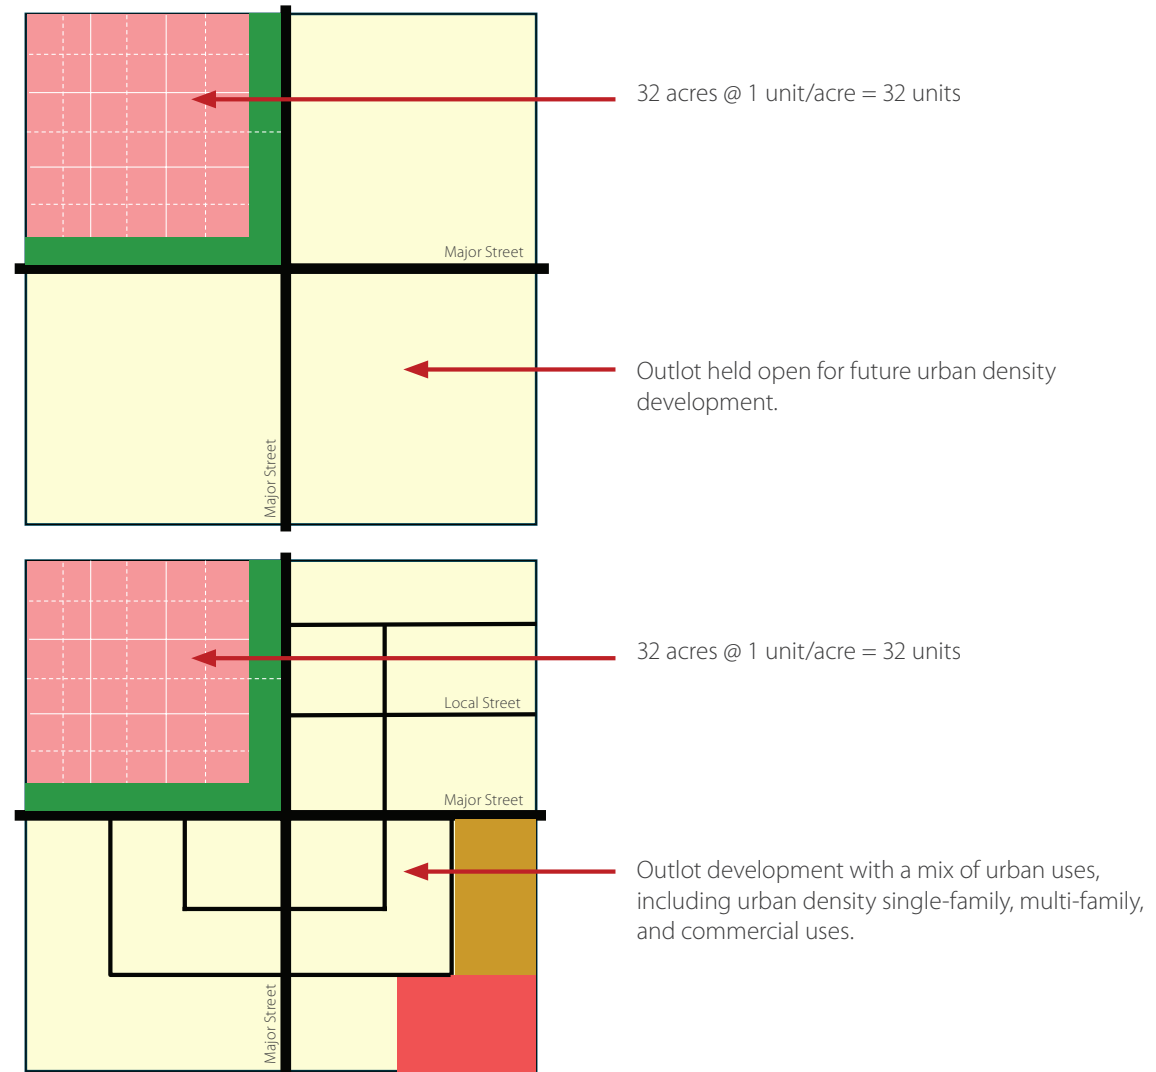 32 acres @ 1 unit/acre = 32 units
Major Street
Outlot held open for future urban density
development.
Major Street
32 acres @ 1 unit/acre = 32 units
Local Street
Major Street
Outlot development with a mix of urban uses,
including urban density single-family, multi-family,
and commercial uses.
Major Street